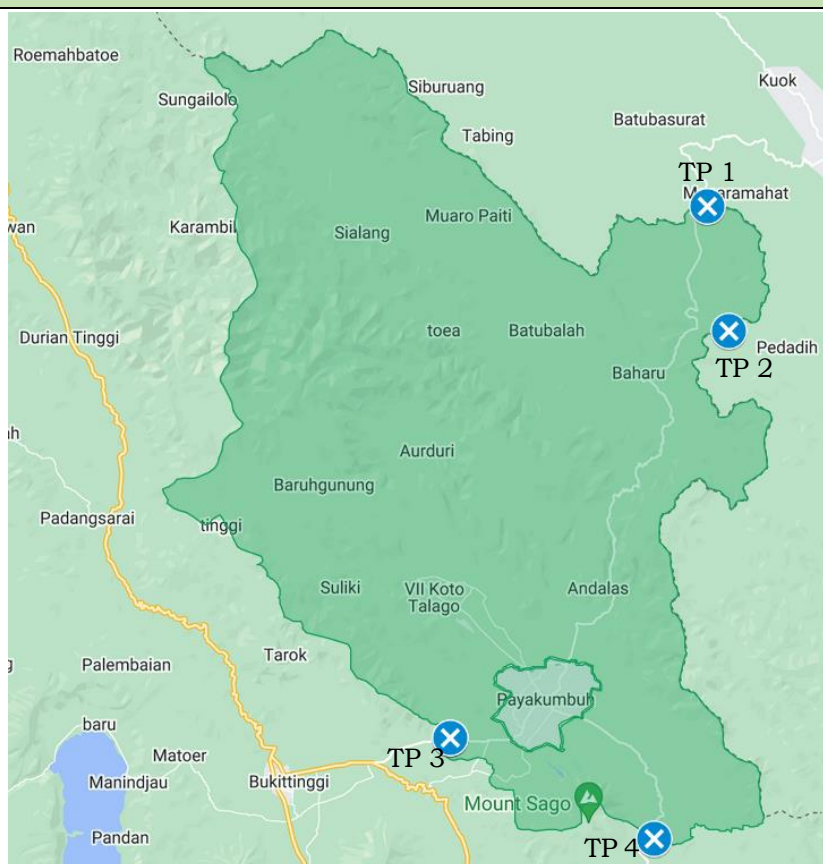 Roemahbatoe
Siburuang
Kuok
Sungailolo
Batubasurat
Tabing
TP 1
Muaro Paiti
wan
Karambi
Sialang
toea
Batubalah
Durian Tinggi
Pedadih
TP 2
Baharu
Aurduri
Baruhgunung
Padangsarai
tinggi
Suliki
VII Koto
Talago
Andalas
Tarok
Palembaian
Payakumbuh
baru
TP 3
Matoer
Manindjau
Bukittinggi
Mount Sago
Pandan
TP 4